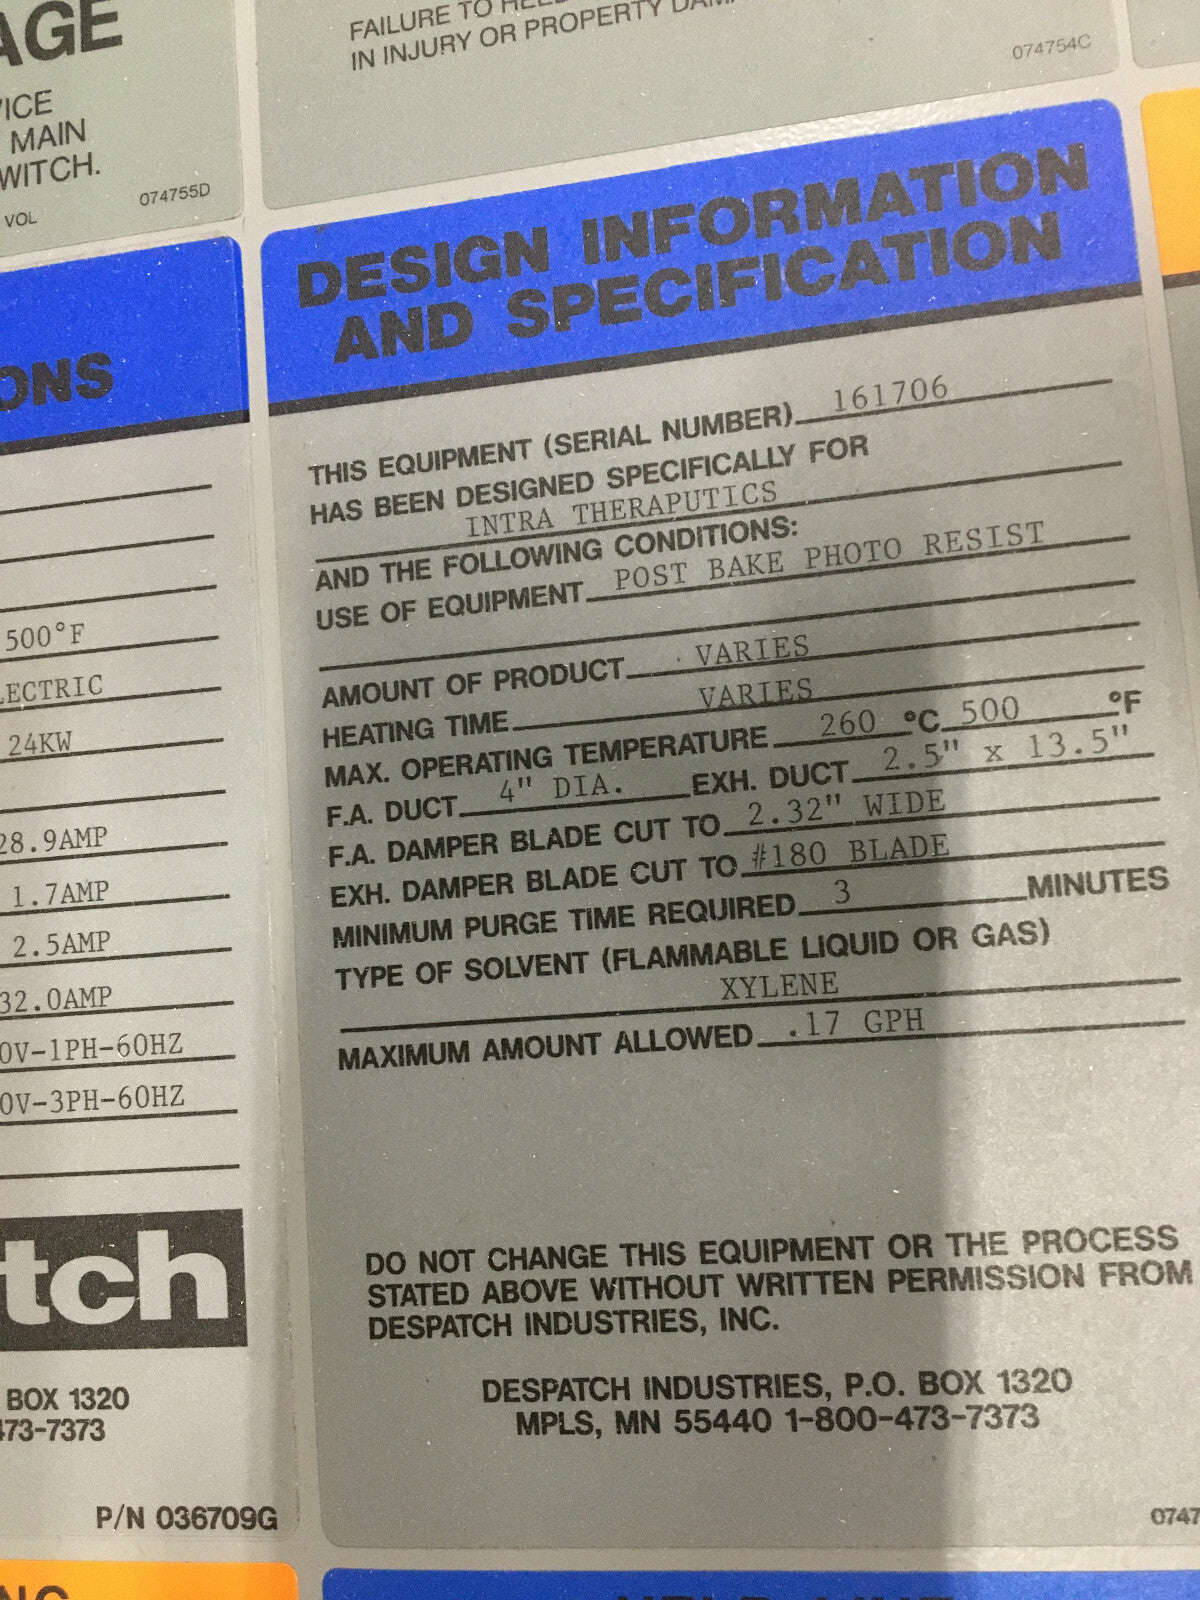 AGE
VICE
MAIN
WITCH.
VOL
074755D
FAILURE TO
IN INJURY OR PROPERTY
074754C
ONS
500°F
LECTRIC
24KW
28.9AMP
1.7AMP
2.5AMP
32.0AMP
0V-1PH-60HZ
0V-3PH-60HZ
tch
BOX 1320
473-7373
P/N 036709G
DESIGN INFORMATION
AND SPECIFICATION
THIS EQUIPMENT (SERIAL NUMBER) 161706
HAS BEEN DESIGNED SPECIFICALLY FOR
INTRA THERAPUTICS
AND THE FOLLOWING CONDITIONS:
USE OF EQUIPMENT POST BAKE PHOTO RESIST
AMOUNT OF PRODUCT VARIES
HEATING TIME VARIES
MAX. OPERATING TEMPERATURE 260 °C 500 °F
F.A. DUCT 4" DIA. EXH. DUCT 2.5" x 13.5"
F.A. DAMPER BLADE CUT TO 2.32" WIDE
EXH. DAMPER BLADE CUT TO #180 BLADE
MINIMUM PURGE TIME REQUIRED 3 MINUTES
TYPE OF SOLVENT (FLAMMABLE LIQUID OR GAS)
XYLENE
MAXIMUM AMOUNT ALLOWED .17 GPH
DO NOT CHANGE THIS EQUIPMENT OR THE PROCESS
STATED ABOVE WITHOUT WRITTEN PERMISSION FROM
DESPATCH INDUSTRIES, INC.
DESPATCH INDUSTRIES, P.O. BOX 1320
MPLS, MN 55440 1-800-473-7373
0747